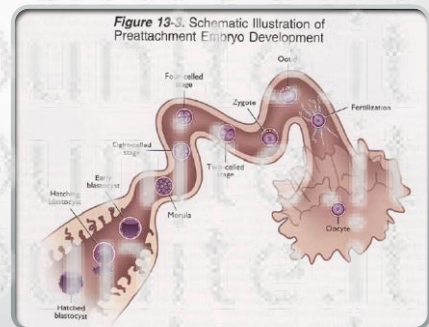 Figure 13-3. Schematic Illustration of
Preattachment Embryo Development
Ootid
Four-celled
stage
Zygote
Fertilization
Eight-celled
stage
Two-celled
stage
Early
blastocyst
Hatching
blastocyst
Morula
Oocyte
Hatched
blastocyst